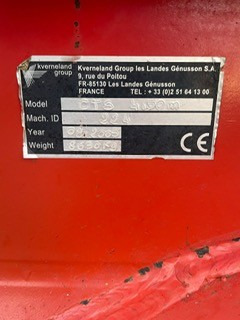 kverneland
group
Kverneland Group les Landes Génusson S.A.
9, rue du Poitou
FR-85130 Les Landes Génusson
FRANCE TEL : + 33 (0)2 51 64 13 00
Model
Mach. ID
Year
Weight
CE